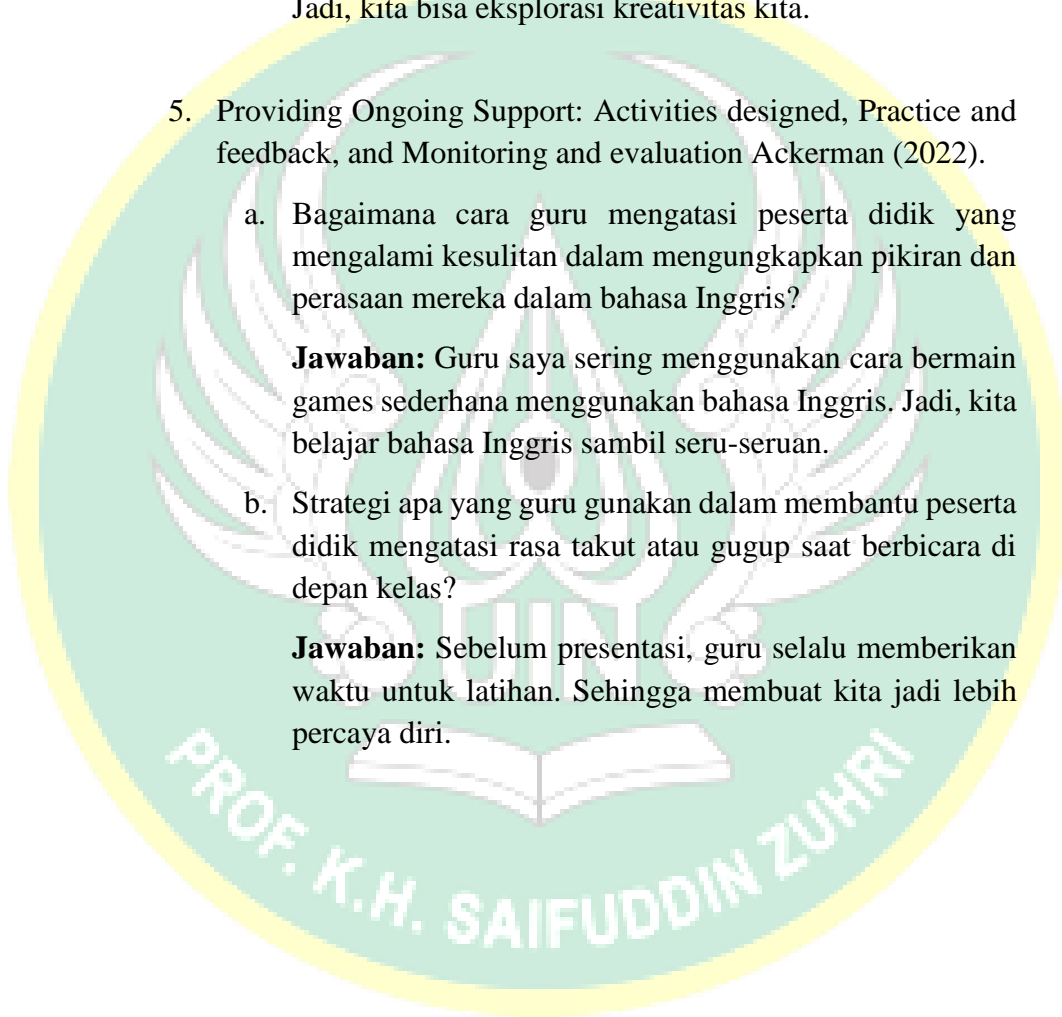 Jadi, kita bisa eksplorasi kreativitas kita.
5. Providing Ongoing Support: Activities designed, Practice and
feedback, and Monitoring and evaluation Ackerman (2022).
a. Bagaimana cara guru mengatasi peserta didik yang
mengalami kesulitan dalam mengungkapkan pikiran dan
perasaan mereka dalam bahasa Inggris?
Jawaban: Guru saya sering menggunakan cara bermain
games sederhana menggunakan bahasa Inggris. Jadi, kita
belajar bahasa Inggris sambil seru-seruan.
b. Strategi apa yang guru gunakan dalam membantu peserta
didik mengatasi rasa takut atau gugup saat berbicara di
depan kelas?
Jawaban: Sebelum presentasi, guru selalu memberikan
waktu untuk latihan. Sehingga membuat kita jadi lebih
percaya diri.
UIN
PROF. K.H. SAIFUDDIN ZUHRI